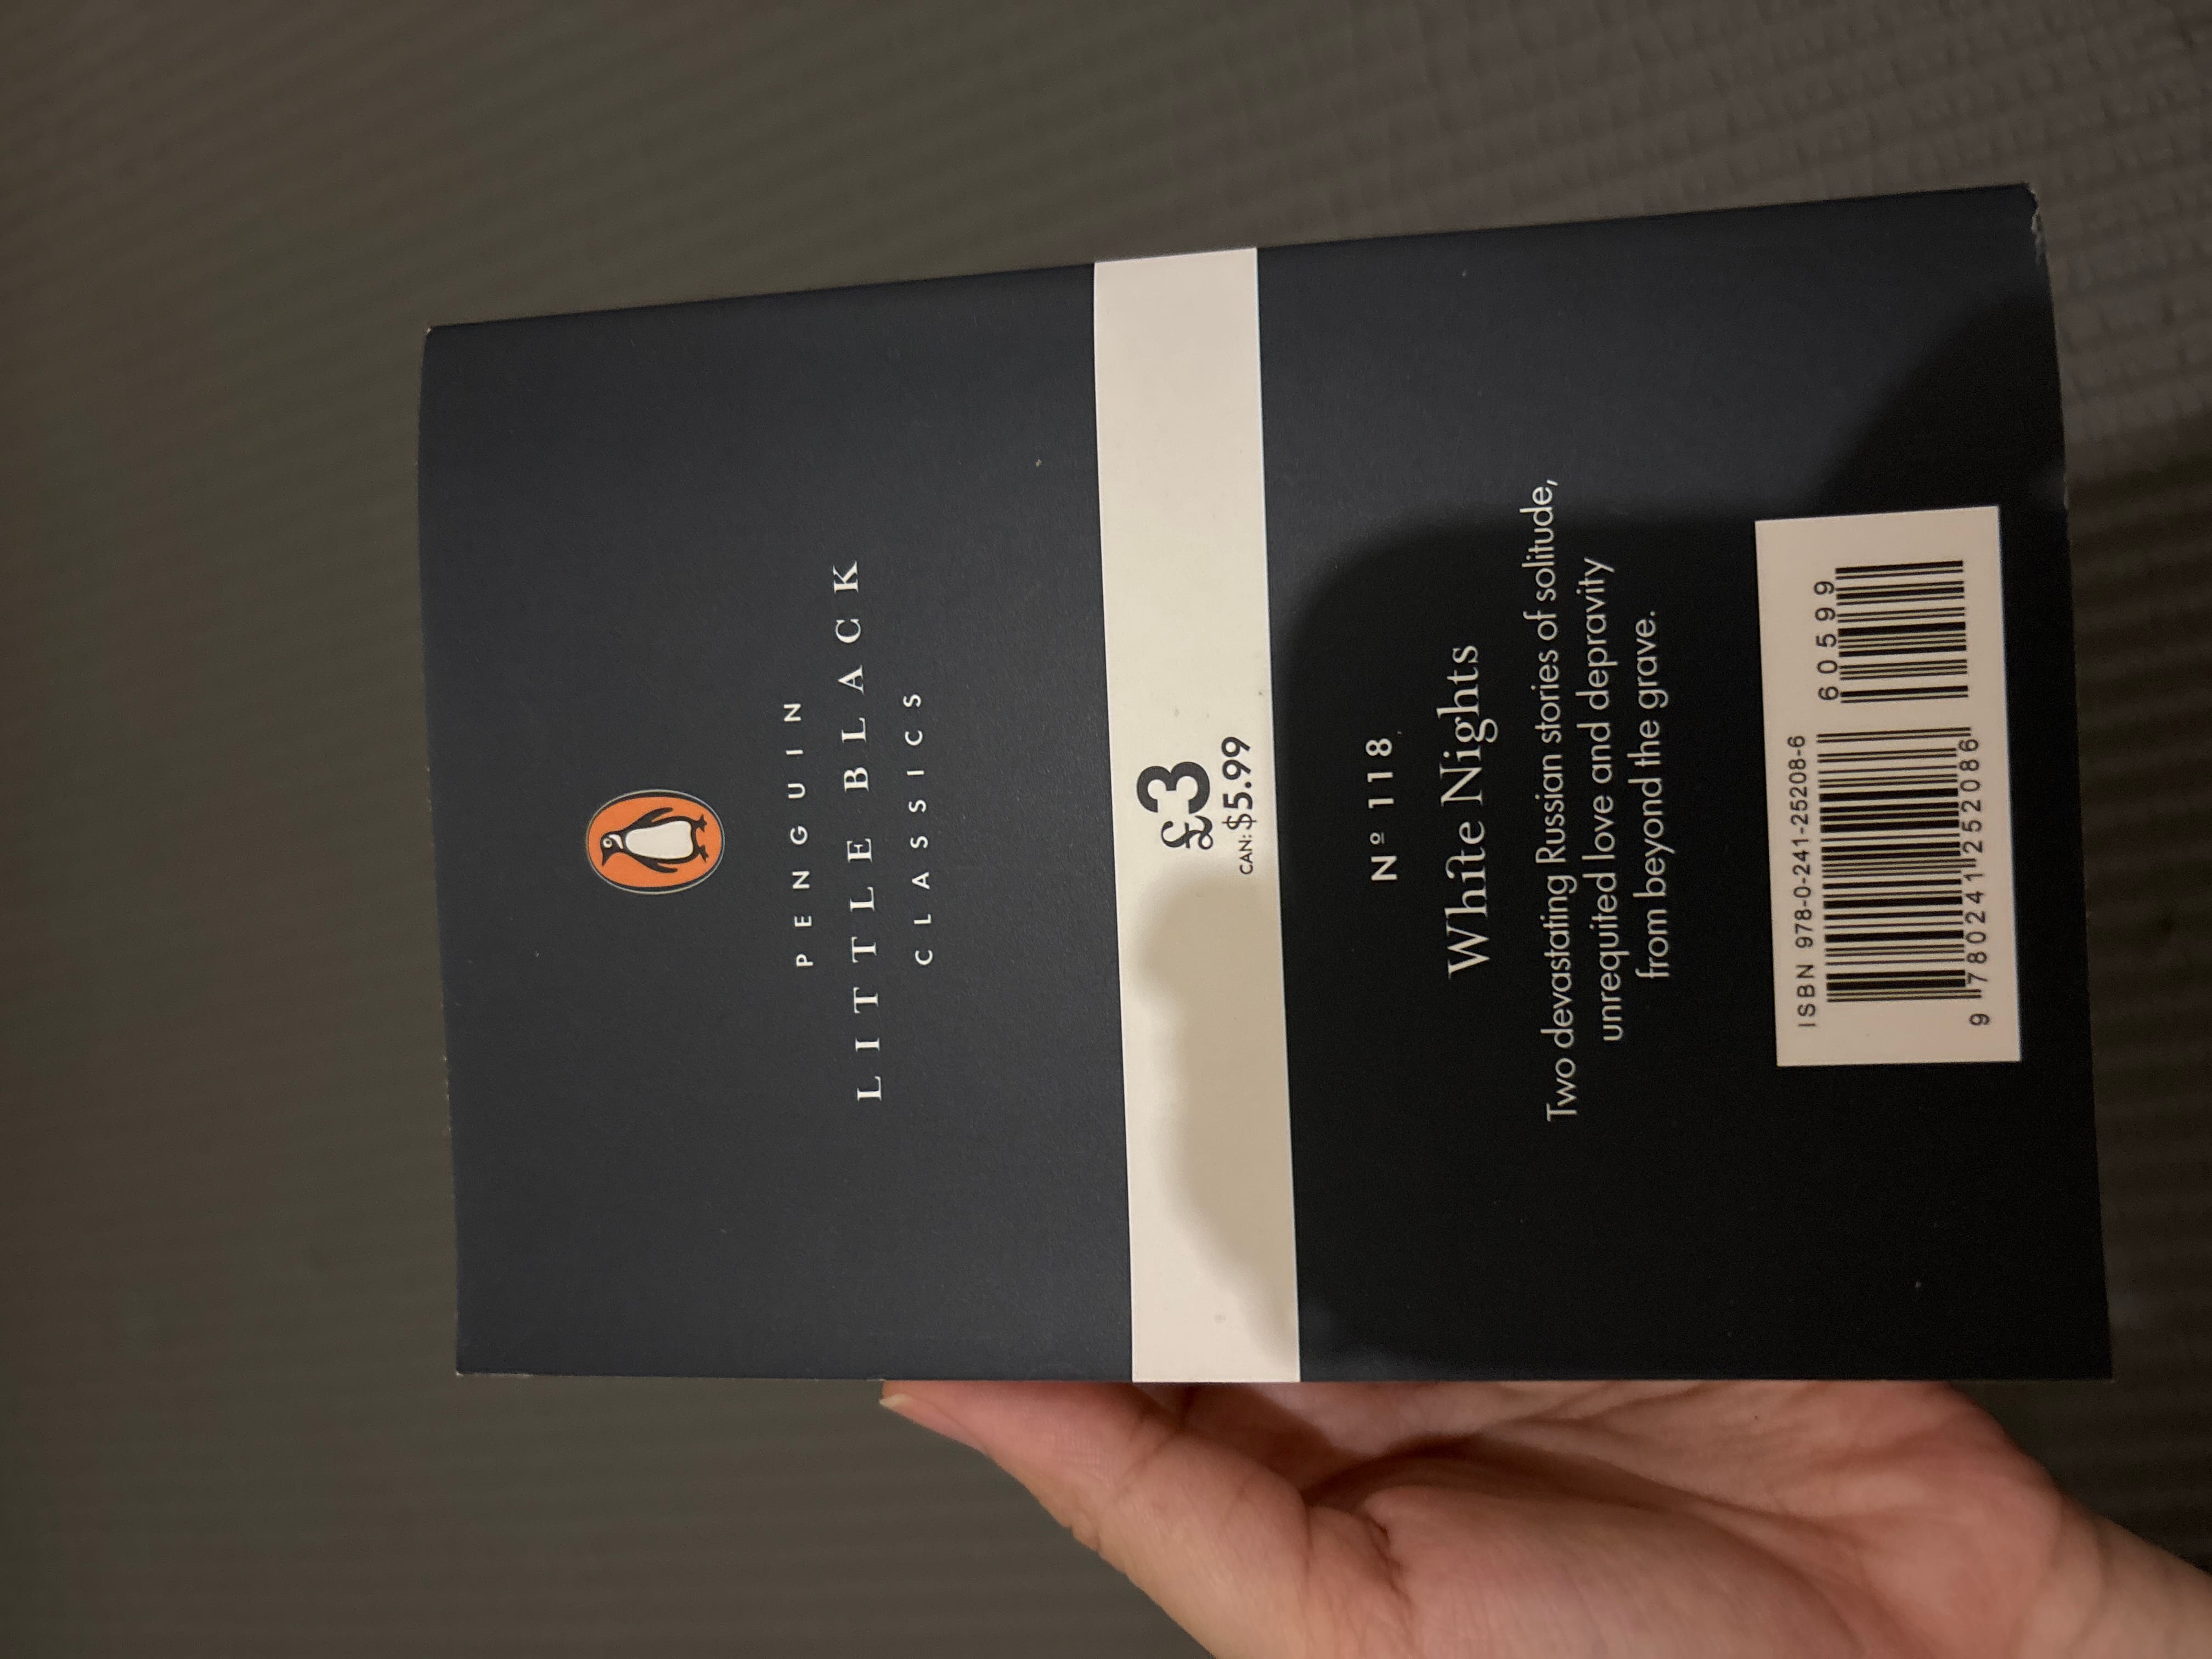 PENGUIN
LITTLE BLACK
CLASSICS
£3
CAN: $5.99
Nº 118
White Nights
Two devastating Russian stories of solitude,
unrequited love and depravity
from beyond the grave.
ISBN 978-0-241-25208-6
60599
9 780241 252086